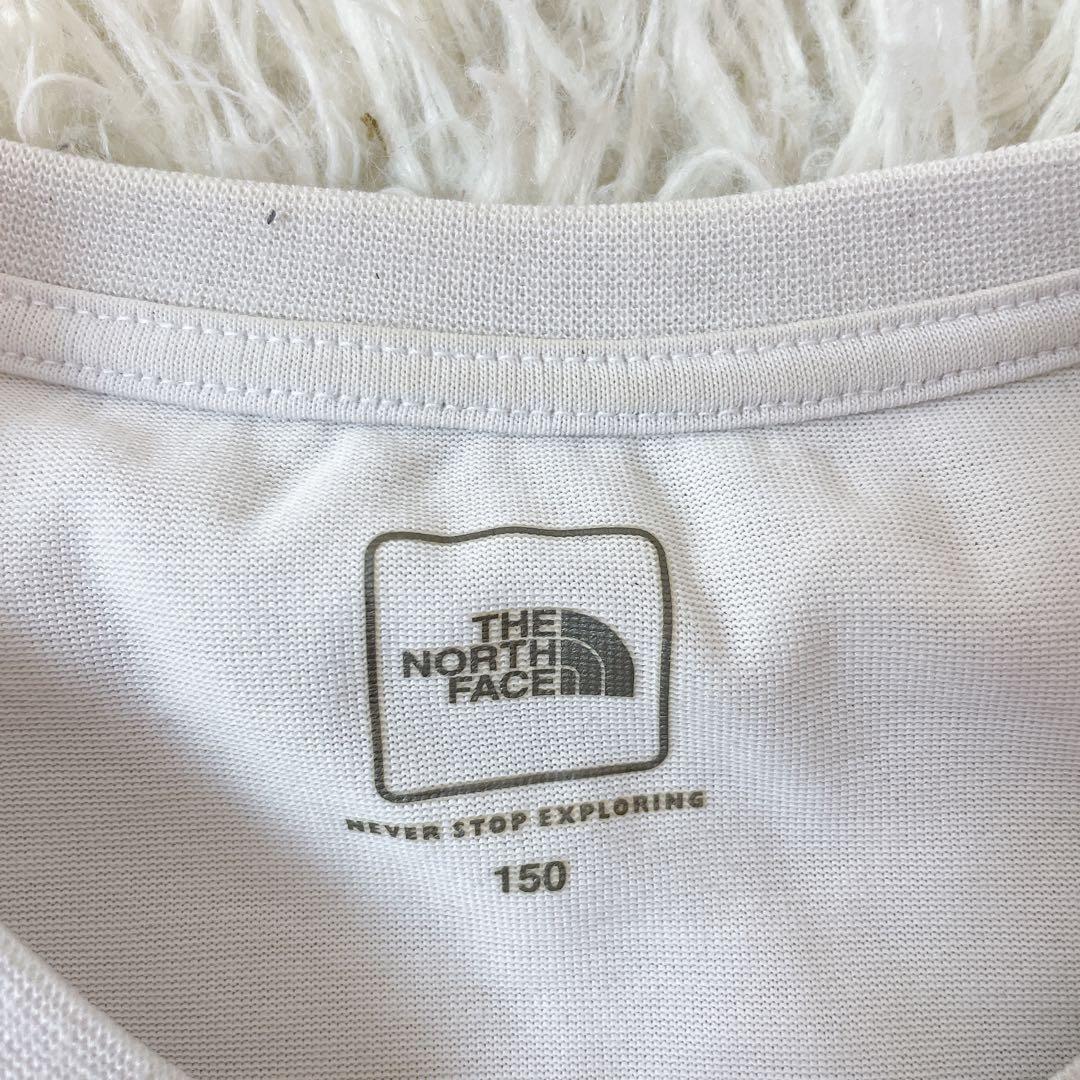 THE
NORTH
FACE
NEVER STOP EXPLORING
150